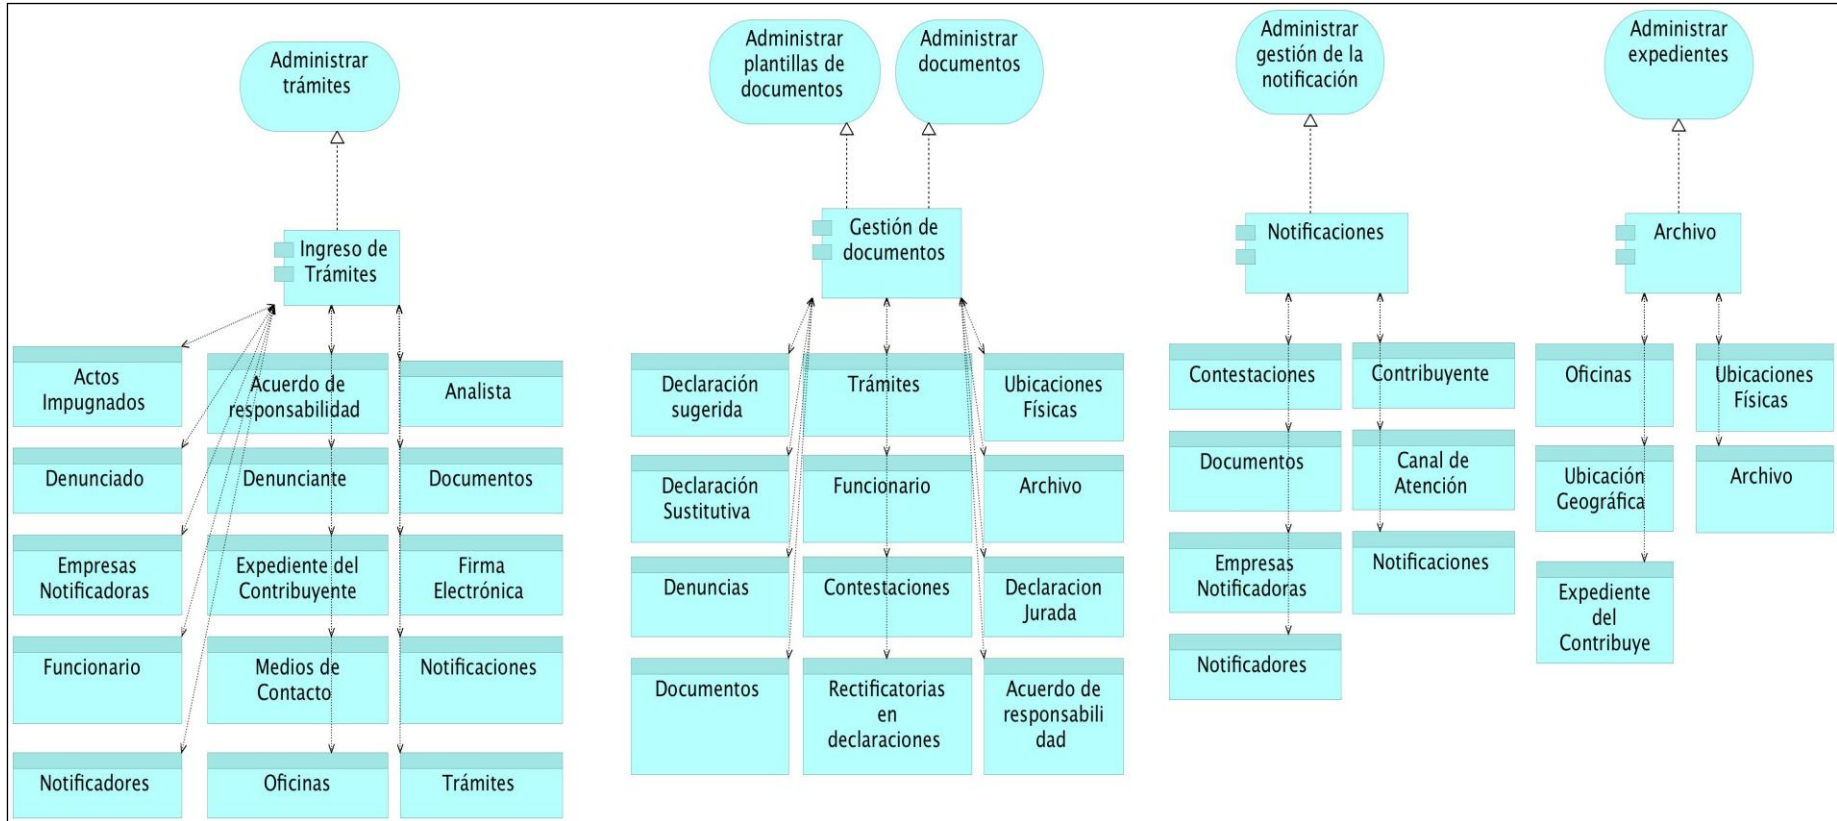 Administrar
trámites
Ingreso de
Trámites
Actos
Impugnados
Acuerdo de
responsabilidad
Analista
Denunciado
Denunciante
Documentos
Empresas
Notificadoras
Expediente del
Contribuyente
Firma
Electrónica
Funcionario
Medios de
Contacto
Notificaciones
Notificadores
Oficinas
Trámites
Administrar
plantillas de
documentos
Administrar
documentos
Gestión de
documentos
Declaración
sugerida
Trámites
Ubicaciones
Físicas
Declaración
Sustitutiva
Funcionario
Archivo
Denuncias
Contestaciones
Declaracion
Jurada
Documentos
Rectificatorias
en
declaraciones
Acuerdo de
responsabili
dad
Administrar
gestión de la
notificación
Notificaciones
Contestaciones
Contribuyente
Documentos
Canal de
Atención
Empresas
Notificadoras
Notificaciones
Notificadores
Administrar
expedientes
Archivo
Oficinas
Ubicaciones
Físicas
Ubicación
Geográfica
Archivo
Expediente
del
Contribuye